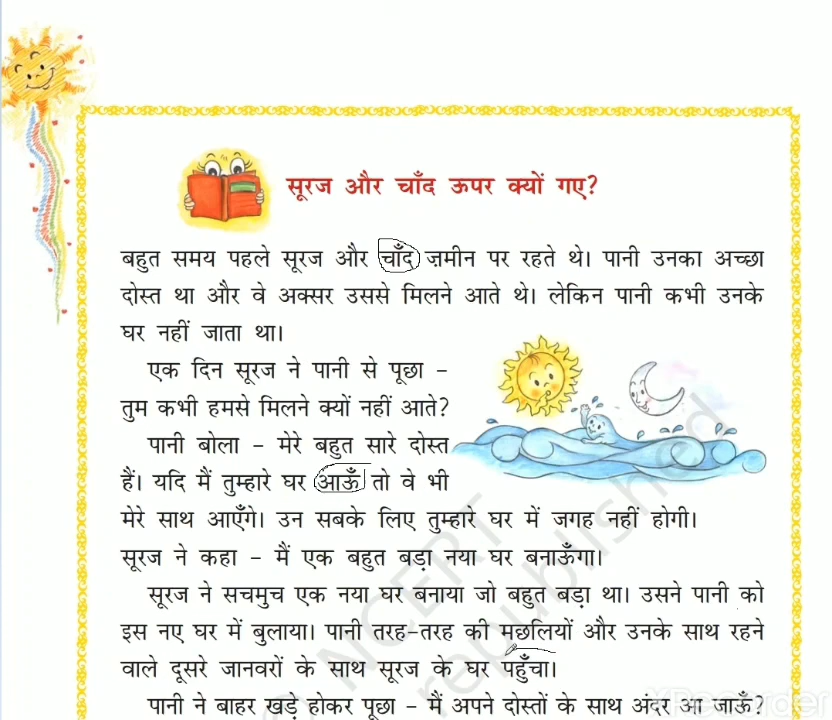 सूरज और चाँद ऊपर क्यों गए?
बहुत समय पहले सूरज और चाँद ज़मीन पर रहते थे। पानी उनका अच्छा
दोस्त था और वे अक्सर उससे मिलने आते थे। लेकिन पानी कभी उनके
घर नहीं जाता था।
एक दिन सूरज ने पानी से पूछा –
तुम कभी हमसे मिलने क्यों नहीं आते?
पानी बोला – मेरे बहुत सारे दोस्त
हैं। यदि मैं तुम्हारे घर आऊँ तो वे भी
मेरे साथ आएँगे। उन सबके लिए तुम्हारे घर में जगह नहीं होगी।
सूरज ने कहा – मैं एक बहुत बड़ा नया घर बनाऊँगा।
सूरज ने सचमुच एक नया घर बनाया जो बहुत बड़ा था। उसने पानी को
इस नए घर में बुलाया। पानी तरह-तरह की मछलियों और उनके साथ रहने
वाले दूसरे जानवरों के साथ सूरज के घर पहुँचा।
पानी ने बाहर खड़े होकर पूछा – मैं अपने दोस्तों के साथ अंदर आ जाऊँ?
NCERT
republished
XRecorder